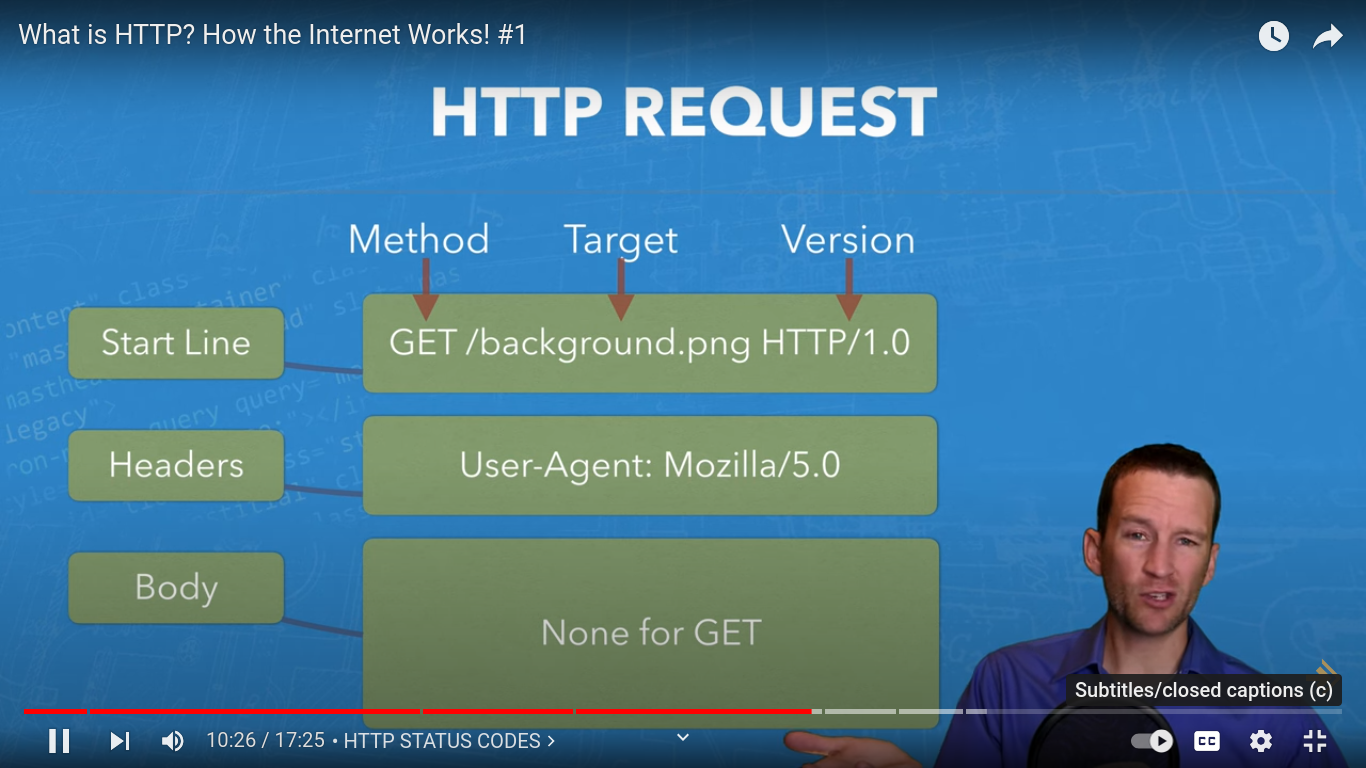 What is HTTP? How the Internet Works! #1
HTTP REQUEST
Method Target Version
Start Line
GET /background.png HTTP/1.0
Headers
User-Agent: Mozilla/5.0
Body
None for GET
Subtitles/closed captions (c)
10:26 / 17:25 • HTTP STATUS CODES >
CC